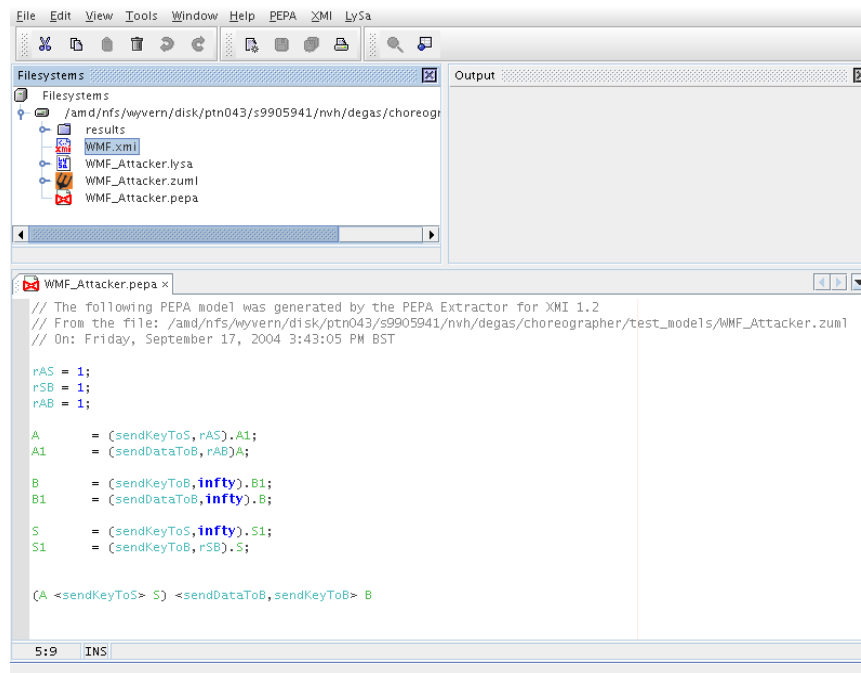 File Edit View Tools Window Help PEPA XMI LySa
Filesystems
Output
Filesystems
/amd/nfs/wyvern/disk/ptn043/s9905941/nvh/degas/choreogr
results
WMF.xmi
WMF_Attacker.lysa
WMF_Attacker.zuml
WMF_Attacker.pepa
WMF_Attacker.pepa ×
// The following PEPA model was generated by the PEPA Extractor for XMI 1.2
// From the file: /amd/nfs/wyvern/disk/ptn043/s9905941/nvh/degas/choreographer/test_models/WMF_Attacker.zuml
// On: Friday, September 17, 2004 3:43:05 PM BST
rAS = 1;
rSB = 1;
rAB = 1;
A = (sendKeyToS,rAS).A1;
A1 = (sendDataToB,rAB)A;
B = (sendKeyToB,infty).B1;
B1 = (sendDataToB,infty).B;
S = (sendKeyToS,infty).S1;
S1 = (sendKeyToB,rSB).S;
(A <sendKeyToS> S) <sendDataToB,sendKeyToB> B
5:9 INS